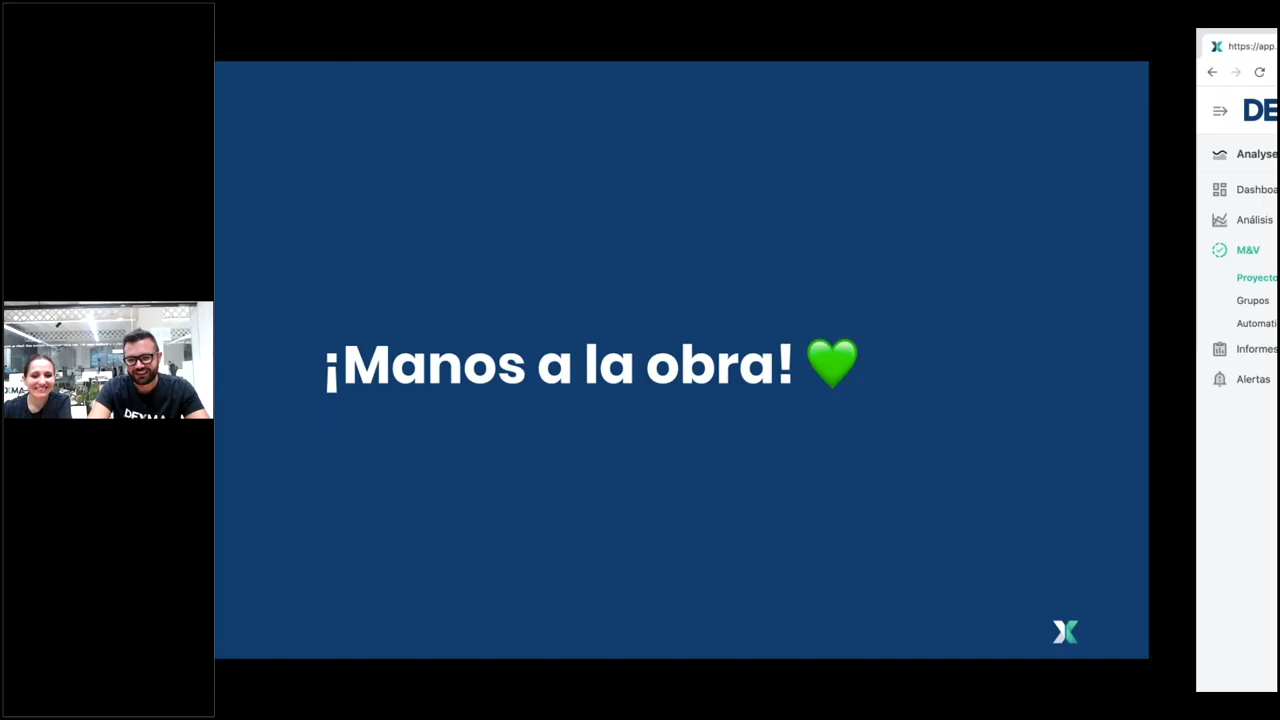 ¡Manos a la obra! 💚
https://app.
DE
Analyse
Dashboa
Análisis
M&V
Proyecto
Grupos
Automati
Informes
Alertas